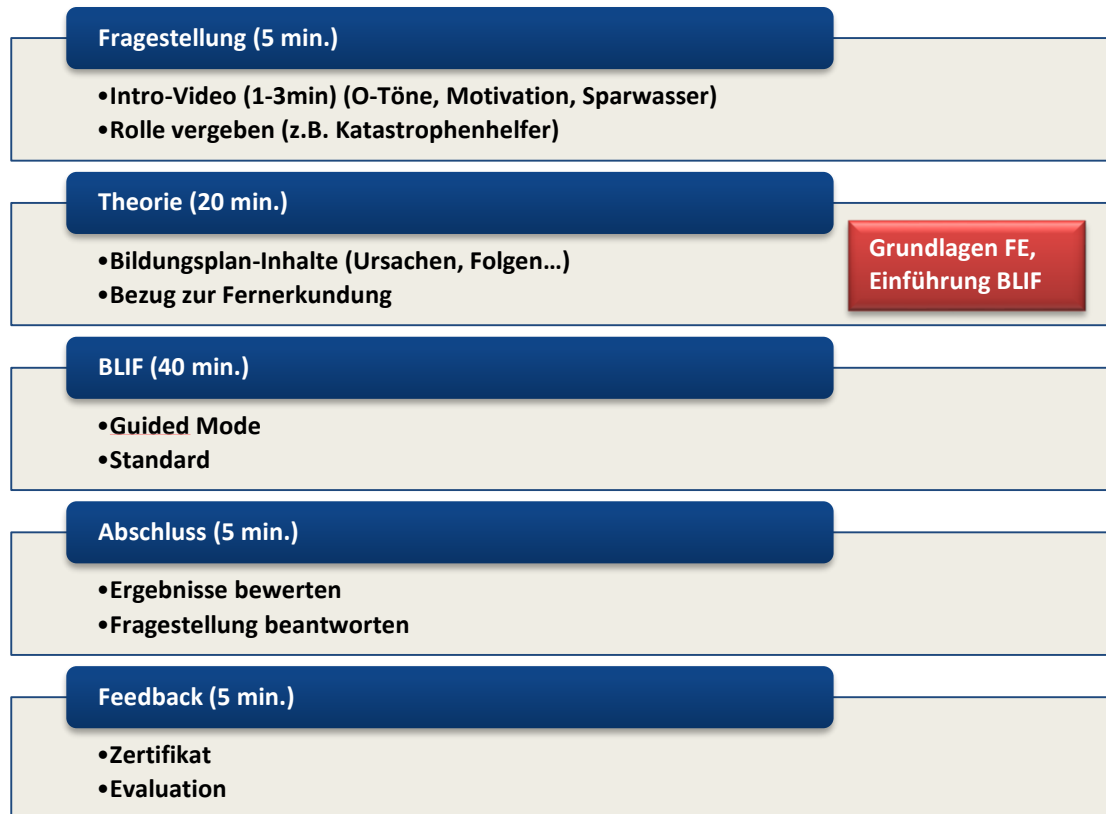 Fragestellung (5 min.)
•Intro-Video (1-3min) (O-Töne, Motivation, Sparwasser)
•Rolle vergeben (z.B. Katastrophenhelfer)
Theorie (20 min.)
•Bildungsplan-Inhalte (Ursachen, Folgen…)
•Bezug zur Fernerkundung
Grundlagen FE,
Einführung BLIF
BLIF (40 min.)
•Guided Mode
•Standard
Abschluss (5 min.)
•Ergebnisse bewerten
•Fragestellung beantworten
Feedback (5 min.)
•Zertifikat
•Evaluation